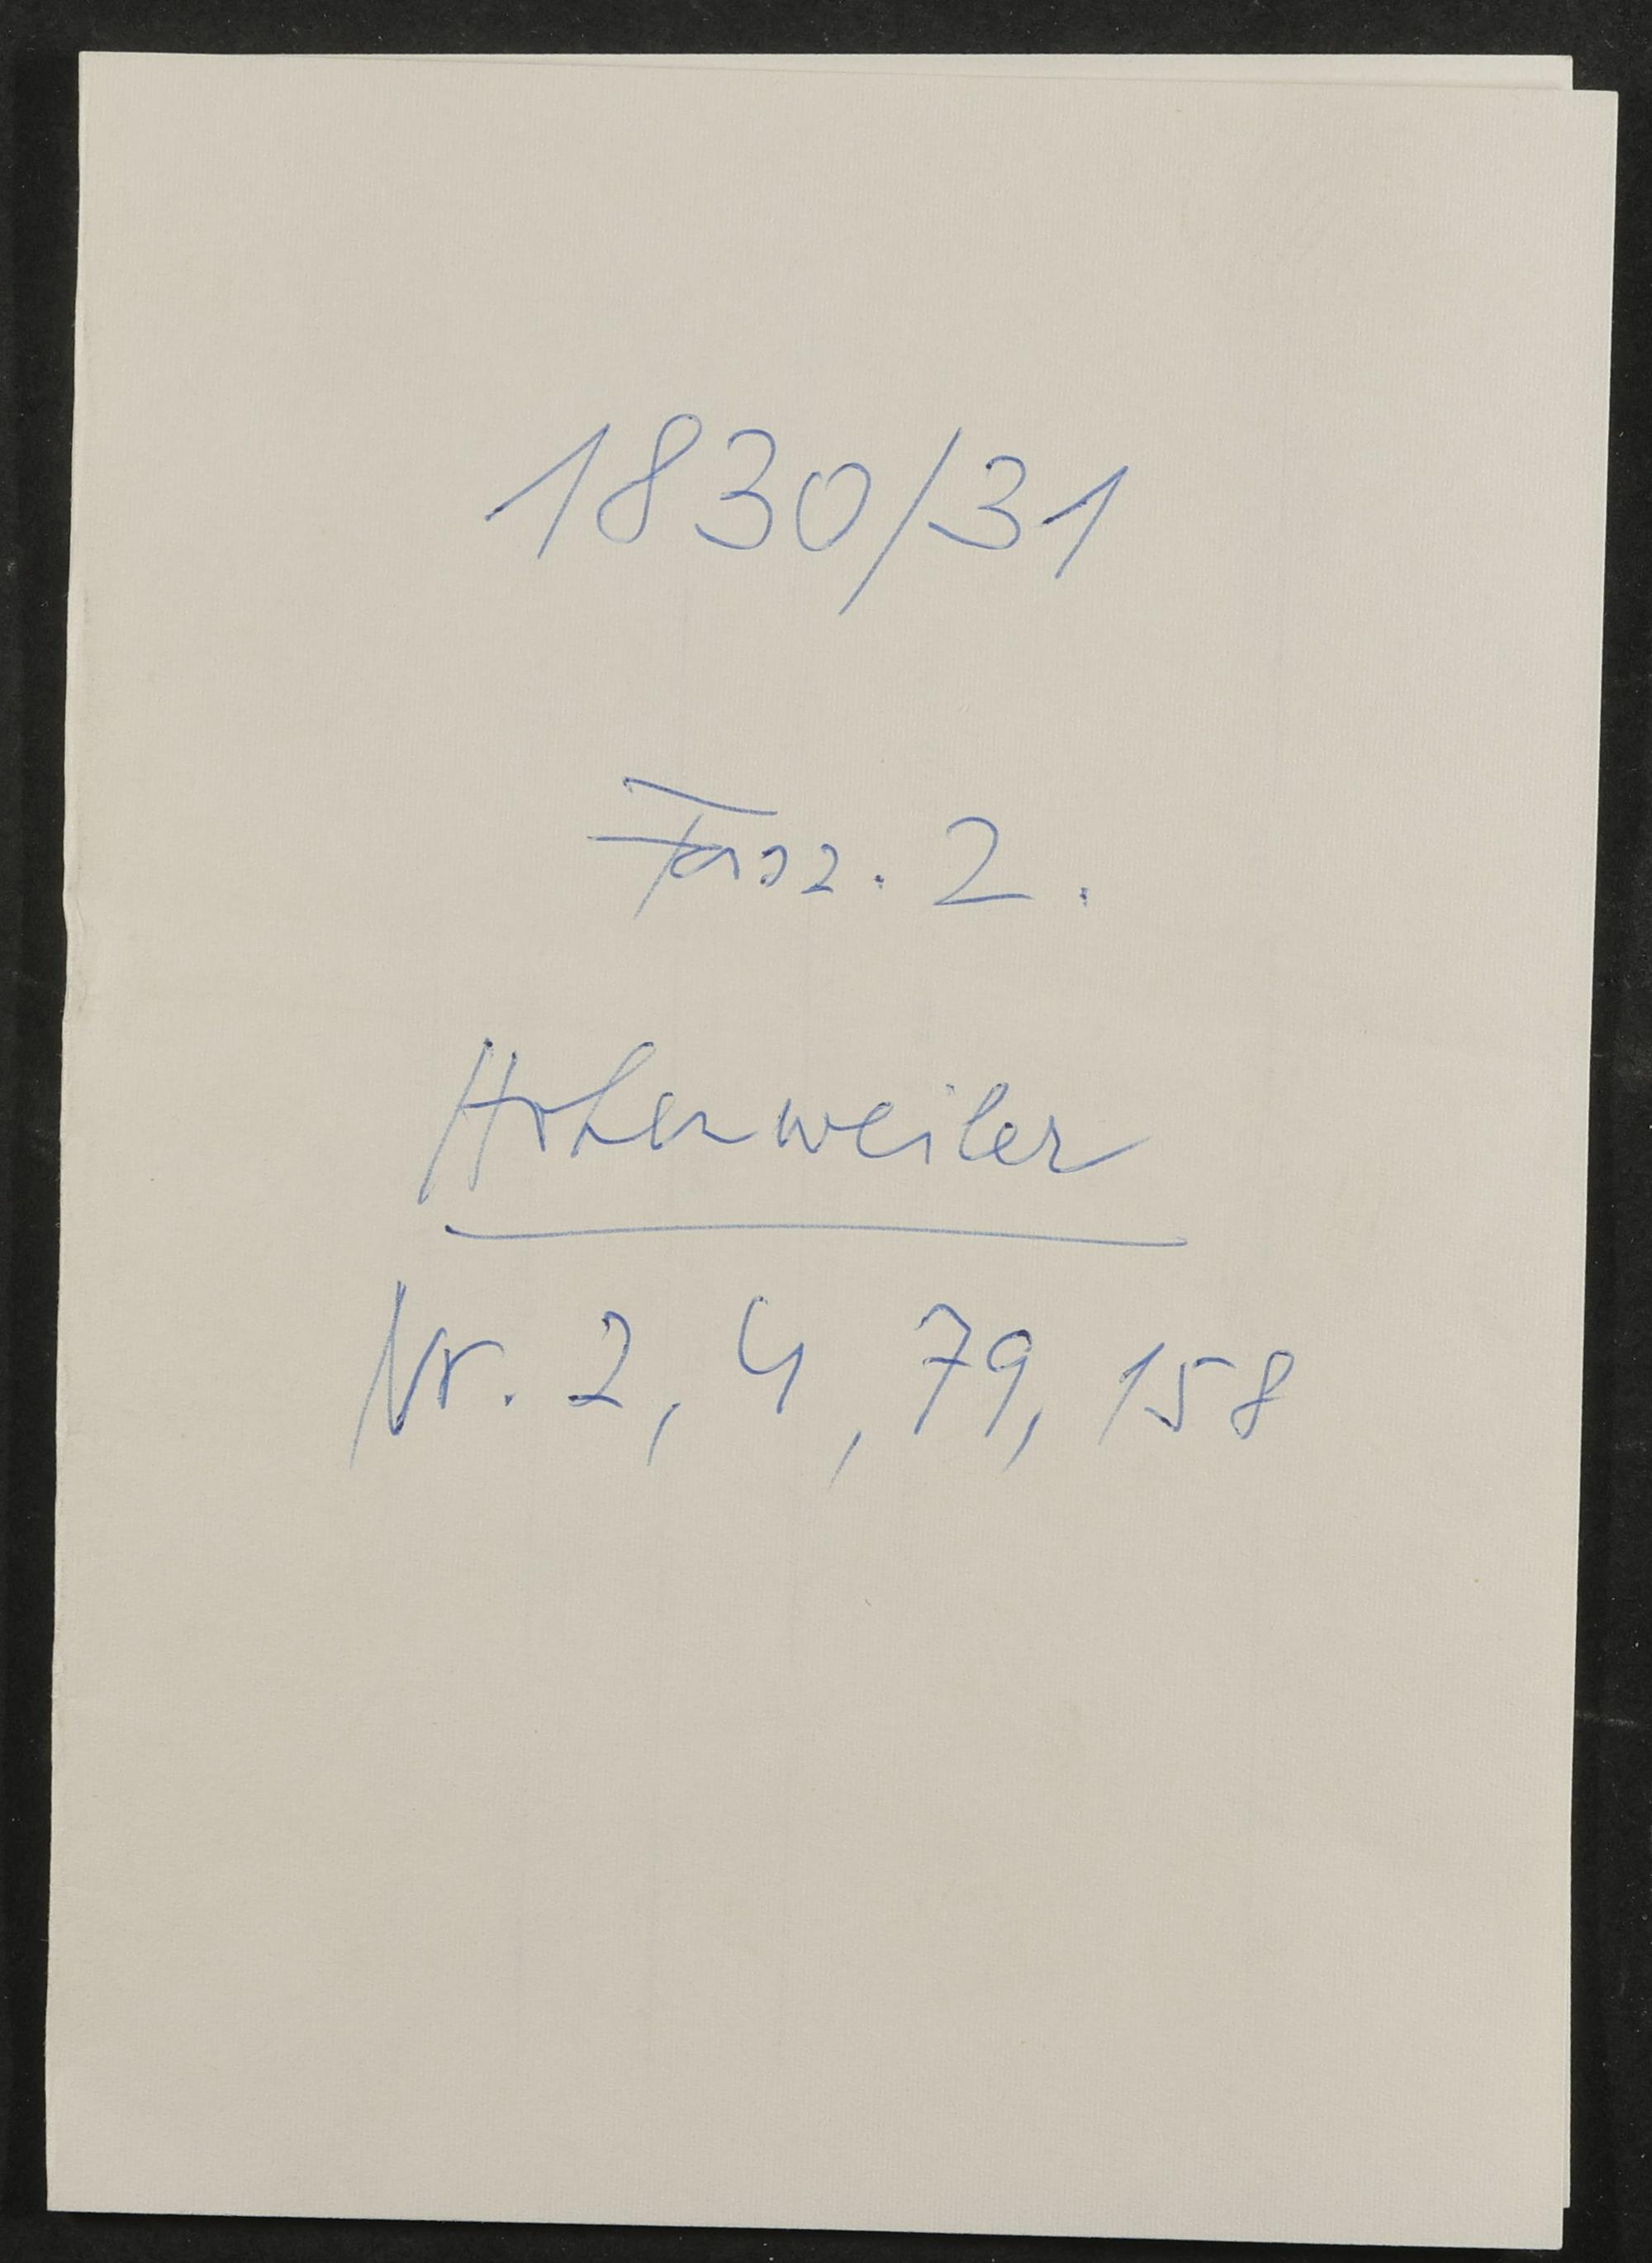 1830/31
Fasz. 2.
Hohenweiler
Nr. 2, 4, 79, 158